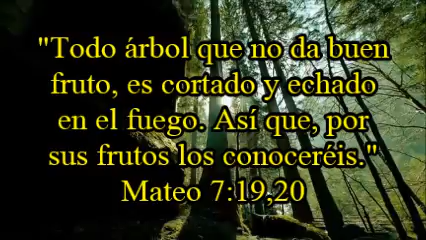 "Todo árbol que no da buen
fruto, es cortado y echado
en el fuego. Así que, por
sus frutos los conoceréis."
Mateo 7:19,20